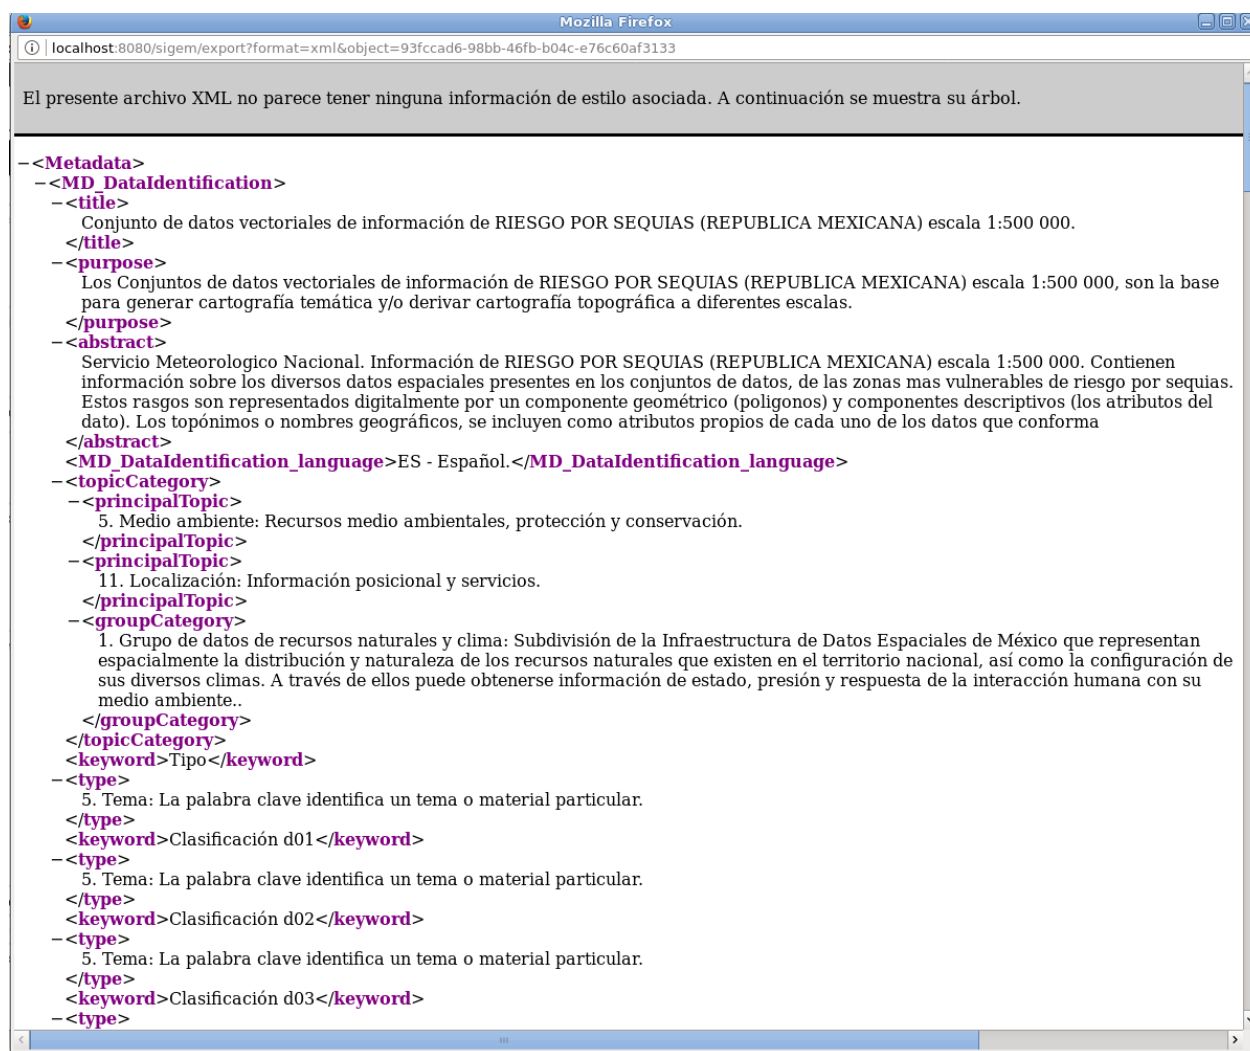 Mozilla Firefox
localhost:8080/sigem/export?format=xml&object=93fccad6-98bb-46fb-b04c-e76c60af3133
El presente archivo XML no parece tener ninguna información de estilo asociada. A continuación se muestra su árbol.
−<Metadata>
−<MD_DataIdentification>
−<title>
Conjunto de datos vectoriales de información de RIESGO POR SEQUIAS (REPUBLICA MEXICANA) escala 1:500 000.
</title>
−<purpose>
Los Conjuntos de datos vectoriales de información de RIESGO POR SEQUIAS (REPUBLICA MEXICANA) escala 1:500 000, son la base
para generar cartografía temática y/o derivar cartografía topográfica a diferentes escalas.
</purpose>
−<abstract>
Servicio Meteorologico Nacional. Información de RIESGO POR SEQUIAS (REPUBLICA MEXICANA) escala 1:500 000. Contienen
información sobre los diversos datos espaciales presentes en los conjuntos de datos, de las zonas mas vulnerables de riesgo por sequias.
Estos rasgos son representados digitalmente por un componente geométrico (poligonos) y componentes descriptivos (los atributos del
dato). Los topónimos o nombres geográficos, se incluyen como atributos propios de cada uno de los datos que conforma
</abstract>
<MD_DataIdentification_language>ES - Español.</MD_DataIdentification_language>
−<topicCategory>
−<principalTopic>
5. Medio ambiente: Recursos medio ambientales, protección y conservación.
</principalTopic>
−<principalTopic>
11. Localización: Información posicional y servicios.
</principalTopic>
−<groupCategory>
1. Grupo de datos de recursos naturales y clima: Subdivisión de la Infraestructura de Datos Espaciales de México que representan
espacialmente la distribución y naturaleza de los recursos naturales que existen en el territorio nacional, así como la configuración de
sus diversos climas. A través de ellos puede obtenerse información de estado, presión y respuesta de la interacción humana con su
medio ambiente..
</groupCategory>
</topicCategory>
<keyword>Tipo</keyword>
−<type>
5. Tema: La palabra clave identifica un tema o material particular.
</type>
<keyword>Clasificación d01</keyword>
−<type>
5. Tema: La palabra clave identifica un tema o material particular.
</type>
<keyword>Clasificación d02</keyword>
−<type>
5. Tema: La palabra clave identifica un tema o material particular.
</type>
<keyword>Clasificación d03</keyword>
−<type>